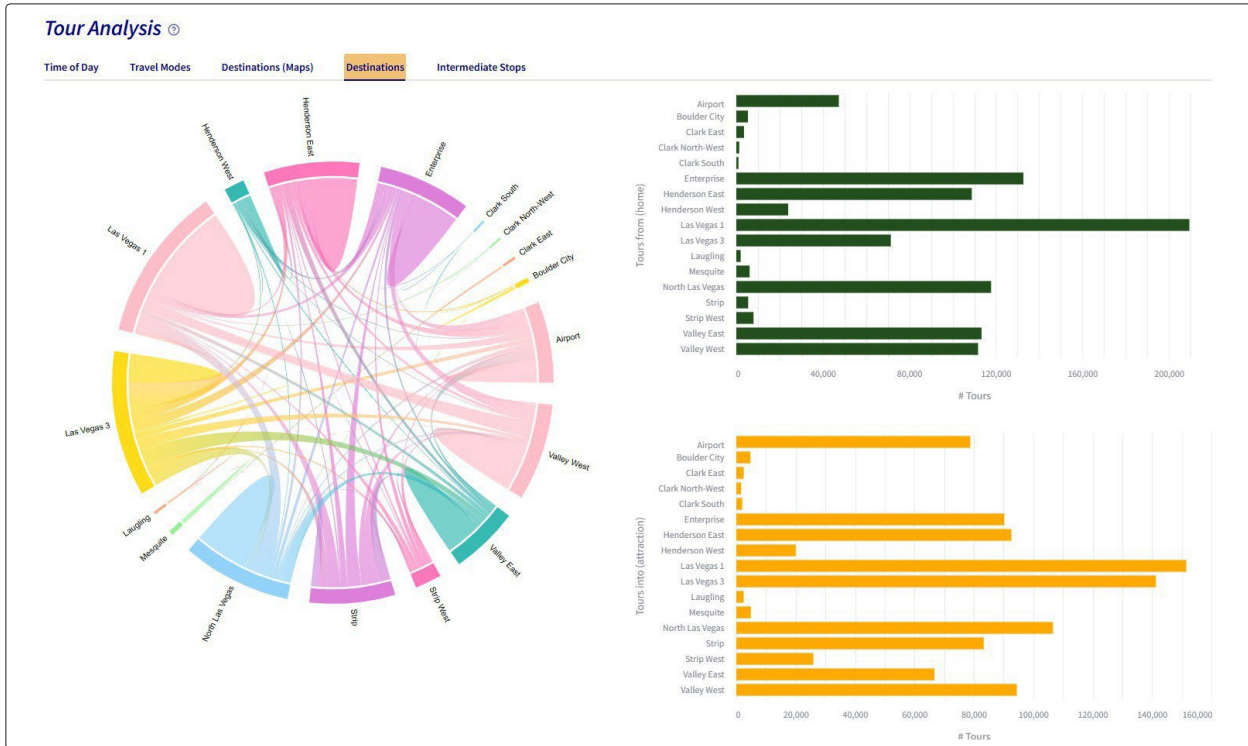 Tour Analysis
Time of Day
Travel Modes
Destinations (Maps)
Destinations
Intermediate Stops
Henderson West
Henderson East
Enterprise
Clark South
Clark North-West
Clark East
Boulder City
Airport
Valley West
Valley East
Strip West
Strip
North Las Vegas
Mesquite
Laugling
Las Vegas 3
Las Vegas 1
Tours from (home)
Airport
Boulder City
Clark East
Clark North-West
Clark South
Enterprise
Henderson East
Henderson West
Las Vegas 1
Las Vegas 3
Laugling
Mesquite
North Las Vegas
Strip
Strip West
Valley East
Valley West
0 40,000 80,000 120,000 160,000 200,000
# Tours
Tours into (attraction)
Airport
Boulder City
Clark East
Clark North-West
Clark South
Enterprise
Henderson East
Henderson West
Las Vegas 1
Las Vegas 3
Laugling
Mesquite
North Las Vegas
Strip
Strip West
Valley East
Valley West
0 20,000 40,000 60,000 80,000 100,000 120,000 140,000 160,000
# Tours